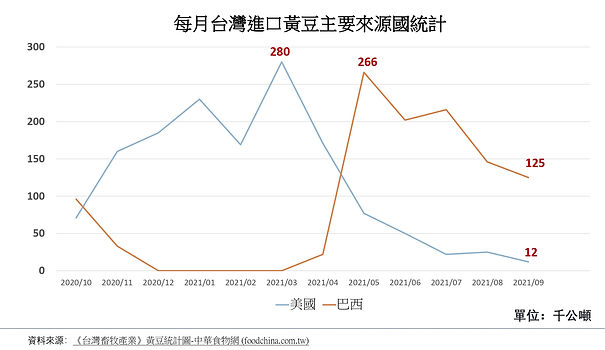 每月台灣進口黃豆主要來源國統計
300
250
200
150
100
50
0
280
266
125
12
2020/10 2020/11 2020/12 2021/01 2021/02 2021/03 2021/04 2021/05 2021/06 2021/07 2021/08 2021/09
美國 巴西
單位：千公噸
資料來源：《台灣畜牧產業》黃豆統計圖-中華食物網 (foodchina.com.tw)